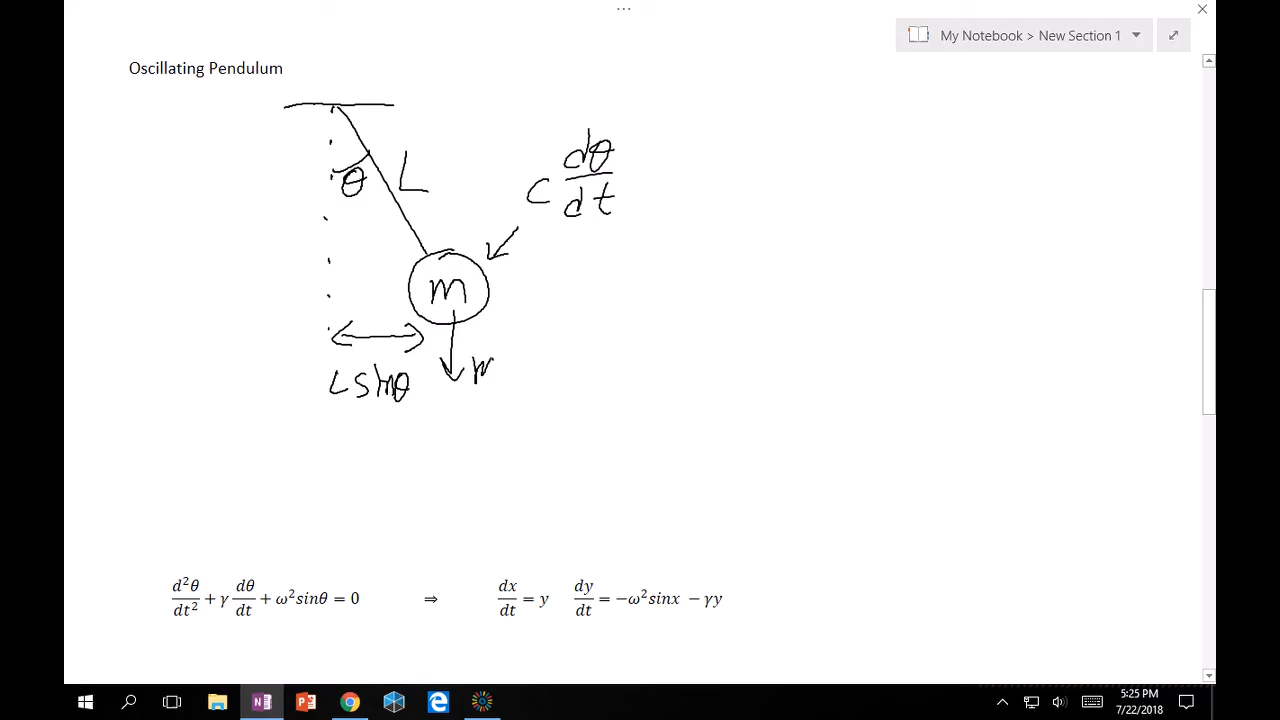 My Notebook > New Section 1
Oscillating Pendulum
θ
L
C dθ/dt
m
L sinθ
d²θ/dt² + γ dθ/dt + ω²sinθ = 0 ⇒ dx/dt = y dy/dt = −ω²sinx − γy
5:25 PM
7/22/2018